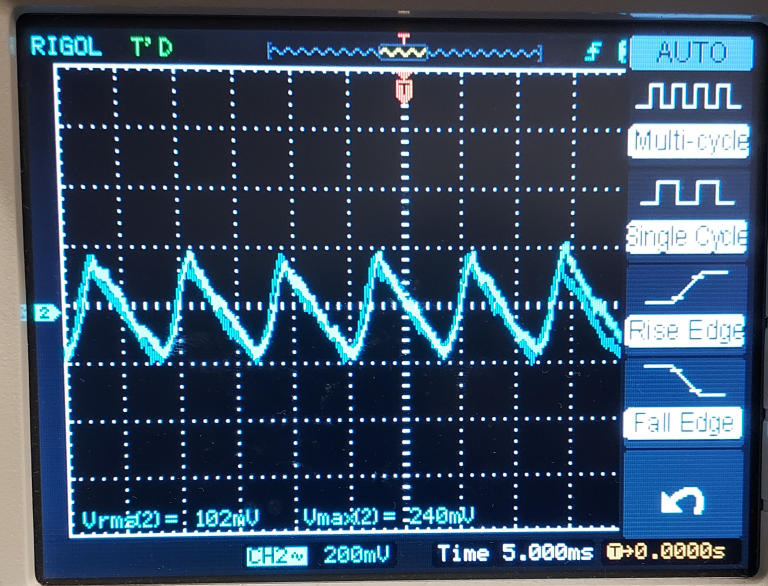 RIGOL T'D AUTO
T
T
Multi-cycle
Single Cycle
2
Rise Edge
Fall Edge
Vrms(2)= 102mV Vmax(2)= 240mV
CH2~ 200mV Time 5.000ms T→0.0000s